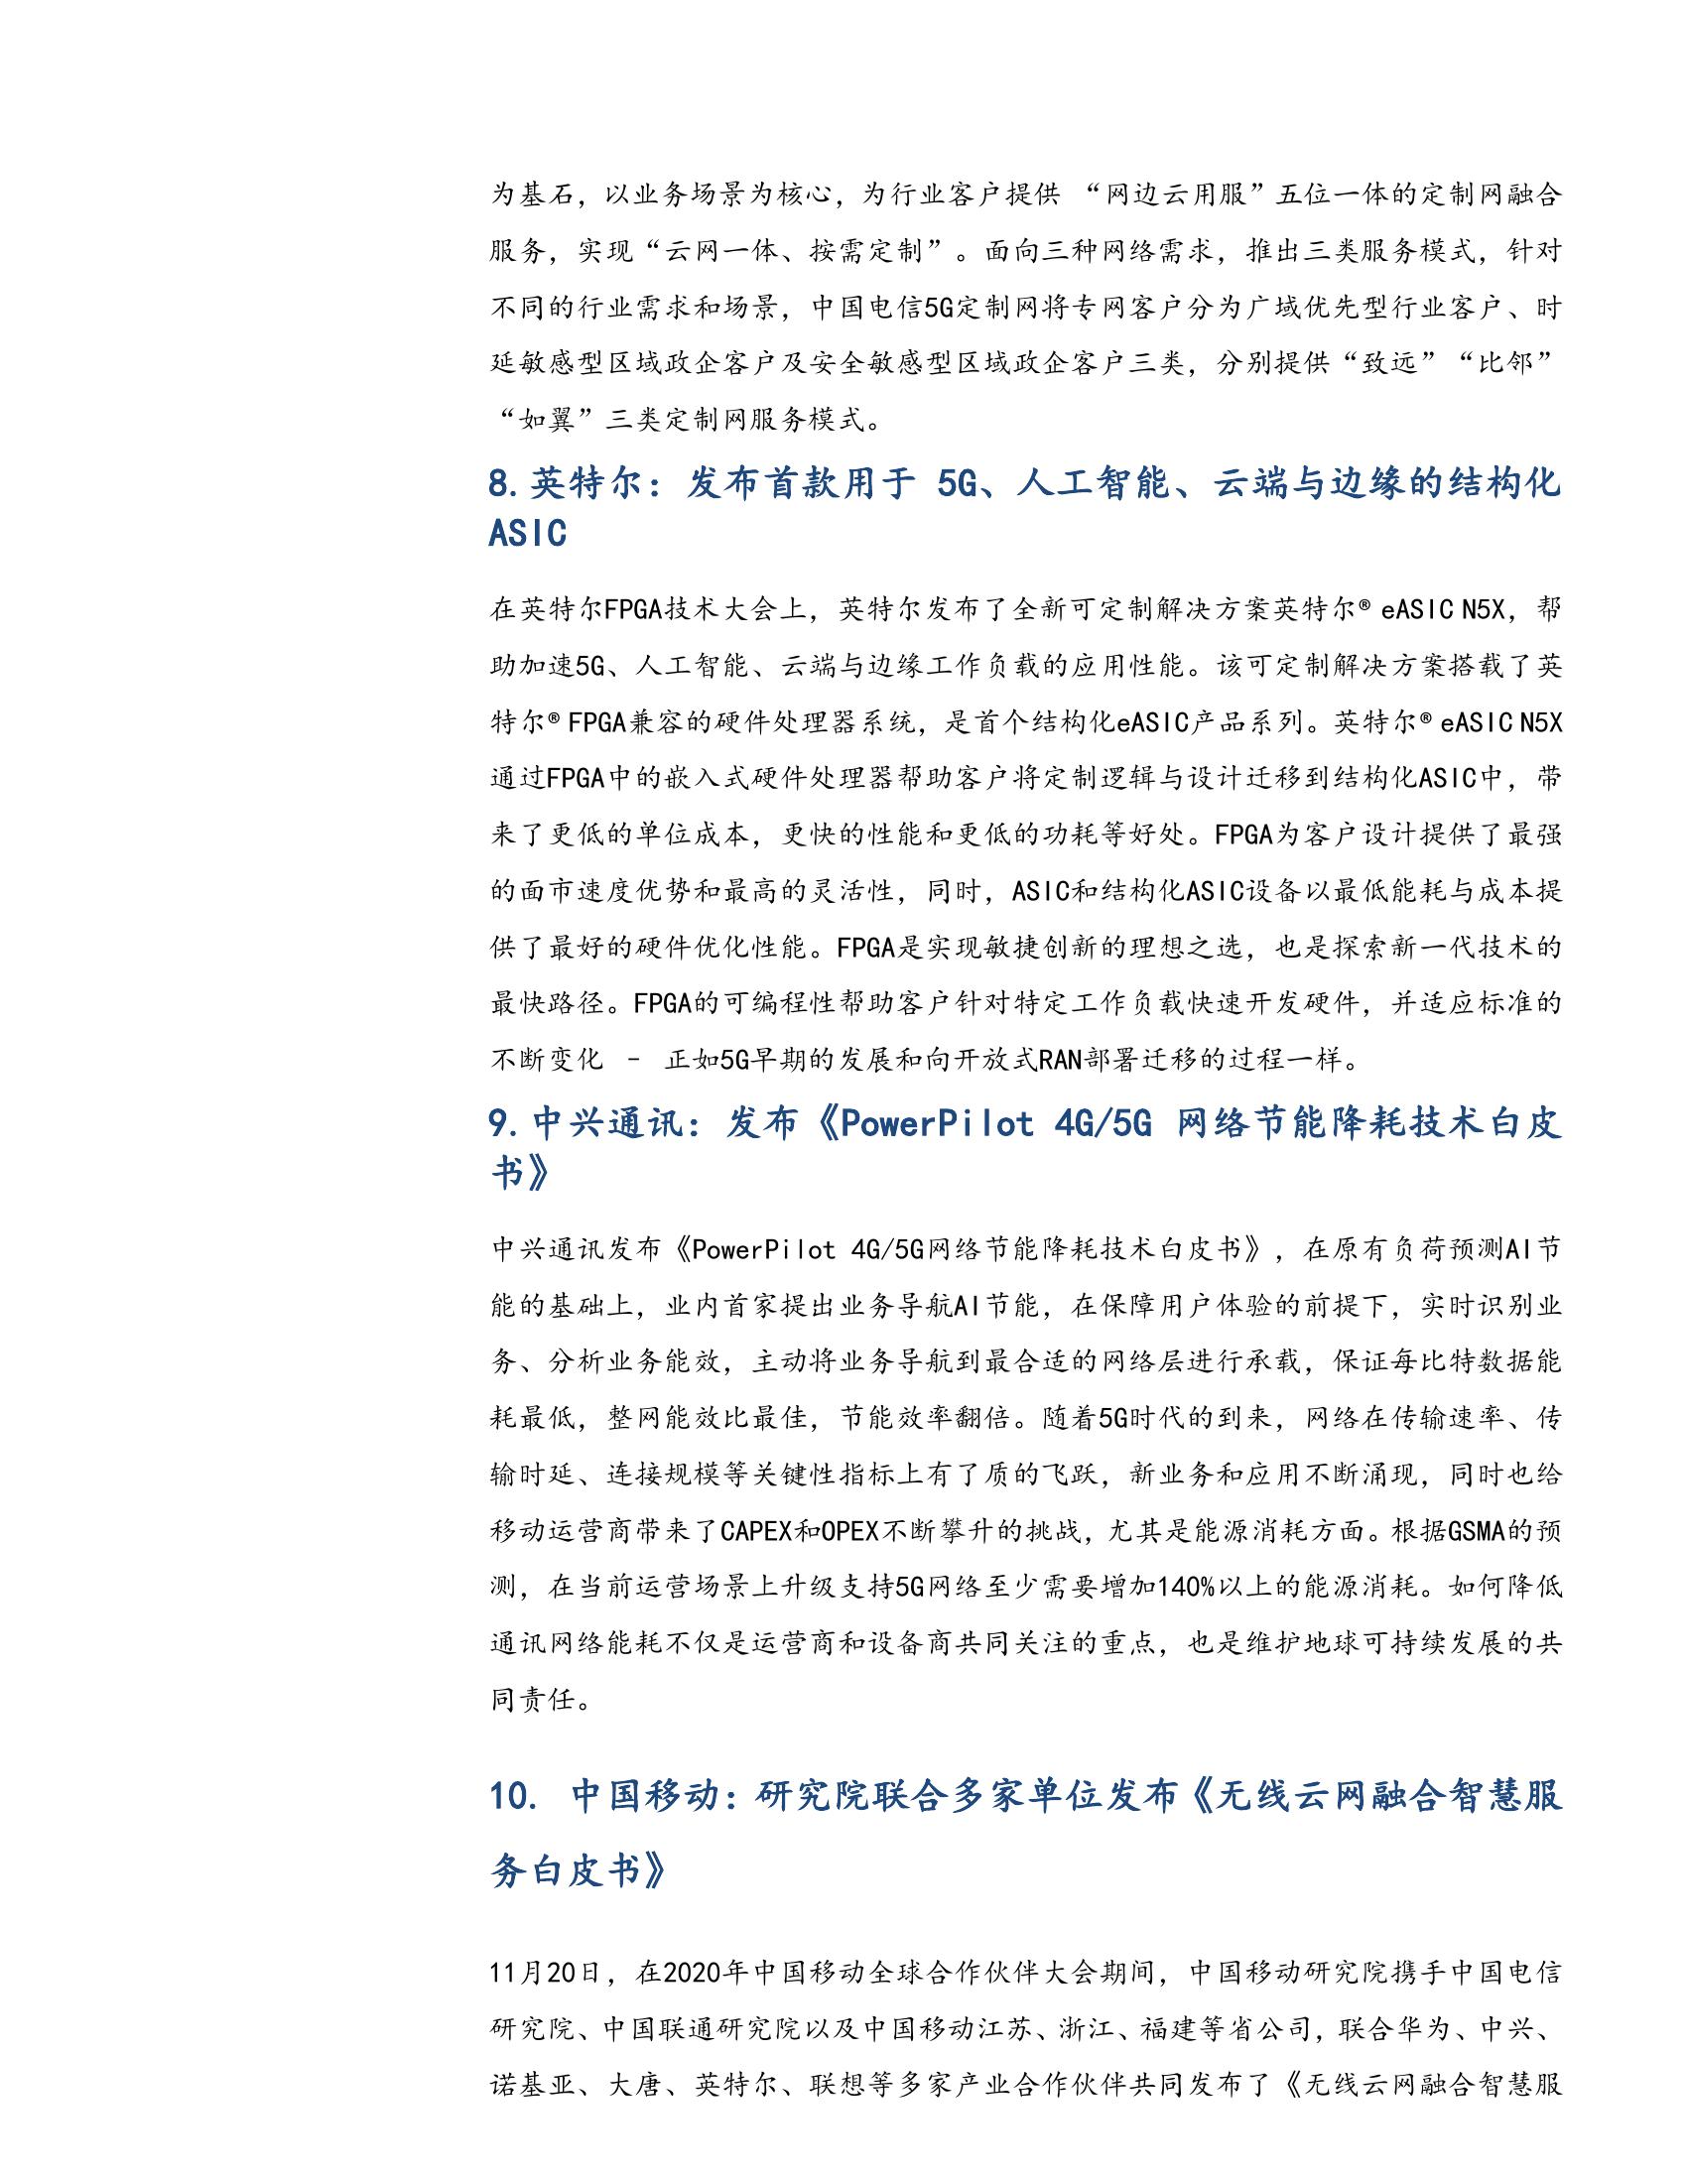 为基石，以业务场景为核心，为行业客户提供 “网边云用服”五位一体的定制网融合
服务，实现“云网一体、按需定制”。面向三种网络需求，推出三类服务模式，针对
不同的行业需求和场景，中国电信5G定制网将专网客户分为广域优先型行业客户、时
延敏感型区域政企客户及安全敏感型区域政企客户三类，分别提供“致远”“比邻”
“如翼”三类定制网服务模式。
8.英特尔：发布首款用于 5G、人工智能、云端与边缘的结构化
ASIC
在英特尔FPGA技术大会上，英特尔发布了全新可定制解决方案英特尔® eASIC N5X，帮
助加速5G、人工智能、云端与边缘工作负载的应用性能。该可定制解决方案搭载了英
特尔® FPGA兼容的硬件处理器系统，是首个结构化eASIC产品系列。英特尔® eASIC N5X
通过FPGA中的嵌入式硬件处理器帮助客户将定制逻辑与设计迁移到结构化ASIC中，带
来了更低的单位成本，更快的性能和更低的功耗等好处。FPGA为客户设计提供了最强
的面市速度优势和最高的灵活性，同时，ASIC和结构化ASIC设备以最低能耗与成本提
供了最好的硬件优化性能。FPGA是实现敏捷创新的理想之选，也是探索新一代技术的
最快路径。FPGA的可编程性帮助客户针对特定工作负载快速开发硬件，并适应标准的
不断变化 – 正如5G早期的发展和向开放式RAN部署迁移的过程一样。
9.中兴通讯：发布《PowerPilot 4G/5G 网络节能降耗技术白皮
书》
中兴通讯发布《PowerPilot 4G/5G网络节能降耗技术白皮书》，在原有负荷预测AI节
能的基础上，业内首家提出业务导航AI节能，在保障用户体验的前提下，实时识别业
务、分析业务能效，主动将业务导航到最合适的网络层进行承载，保证每比特数据能
耗最低，整网能效比最佳，节能效率翻倍。随着5G时代的到来，网络在传输速率、传
输时延、连接规模等关键性指标上有了质的飞跃，新业务和应用不断涌现，同时也给
移动运营商带来了CAPEX和OPEX不断攀升的挑战，尤其是能源消耗方面。根据GSMA的预
测，在当前运营场景上升级支持5G网络至少需要增加140%以上的能源消耗。如何降低
通讯网络能耗不仅是运营商和设备商共同关注的重点，也是维护地球可持续发展的共
同责任。
10. 中国移动：研究院联合多家单位发布《无线云网融合智慧服
务白皮书》
11月20日，在2020年中国移动全球合作伙伴大会期间，中国移动研究院携手中国电信
研究院、中国联通研究院以及中国移动江苏、浙江、福建等省公司，联合华为、中兴、
诺基亚、大唐、英特尔、联想等多家产业合作伙伴共同发布了《无线云网融合智慧服